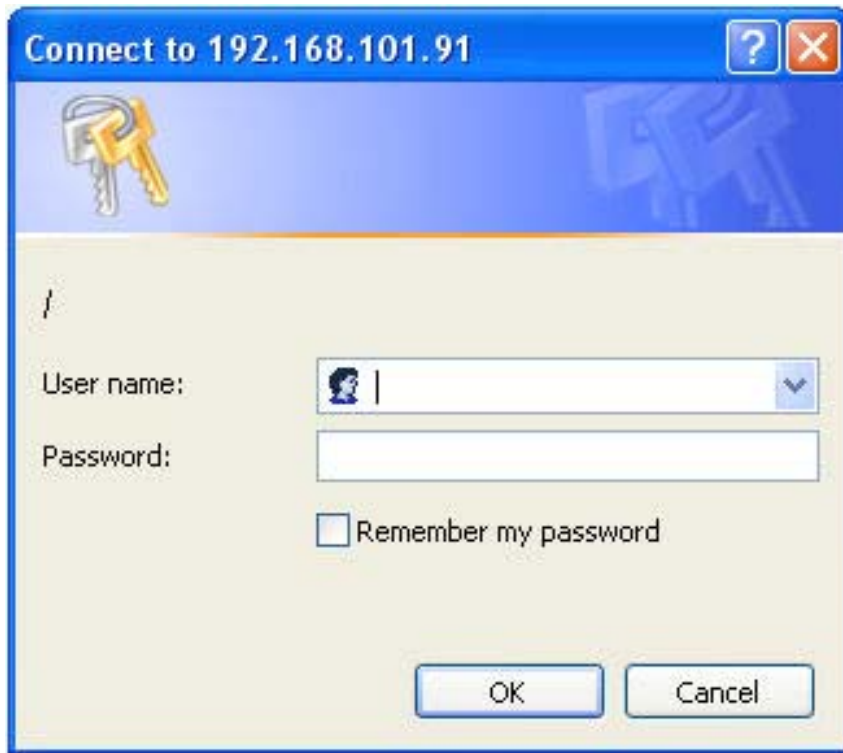 Connect to 192.168.101.91
?
/
User name:
Password:
Remember my password
OK Cancel